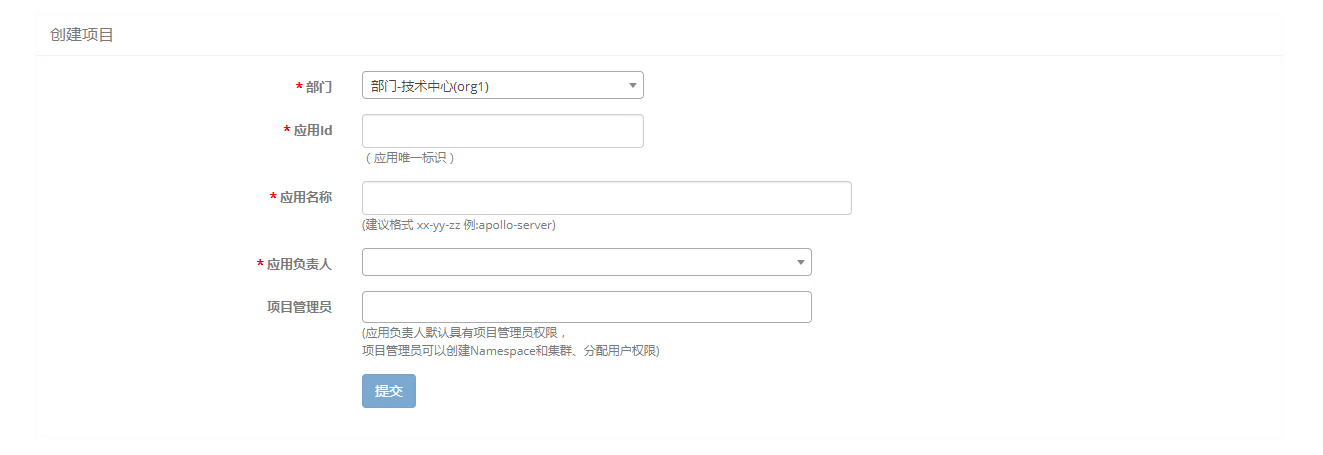 创建项目
* 部门 部门-技术中心(org1)
* 应用Id
( 应用唯一标识 )
* 应用名称
(建议格式 xx-yy-zz 例:apollo-server)
* 应用负责人
项目管理员
(应用负责人默认具有项目管理员权限，
项目管理员可以创建Namespace和集群、分配用户权限)
提交